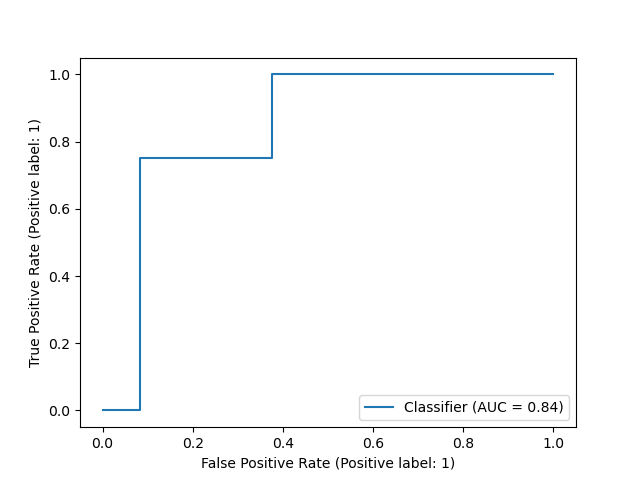 1.0
0.8
0.6
0.4
0.2
0.0
True Positive Rate (Positive label: 1)
Classifier (AUC = 0.84)
0.0 0.2 0.4 0.6 0.8 1.0
False Positive Rate (Positive label: 1)